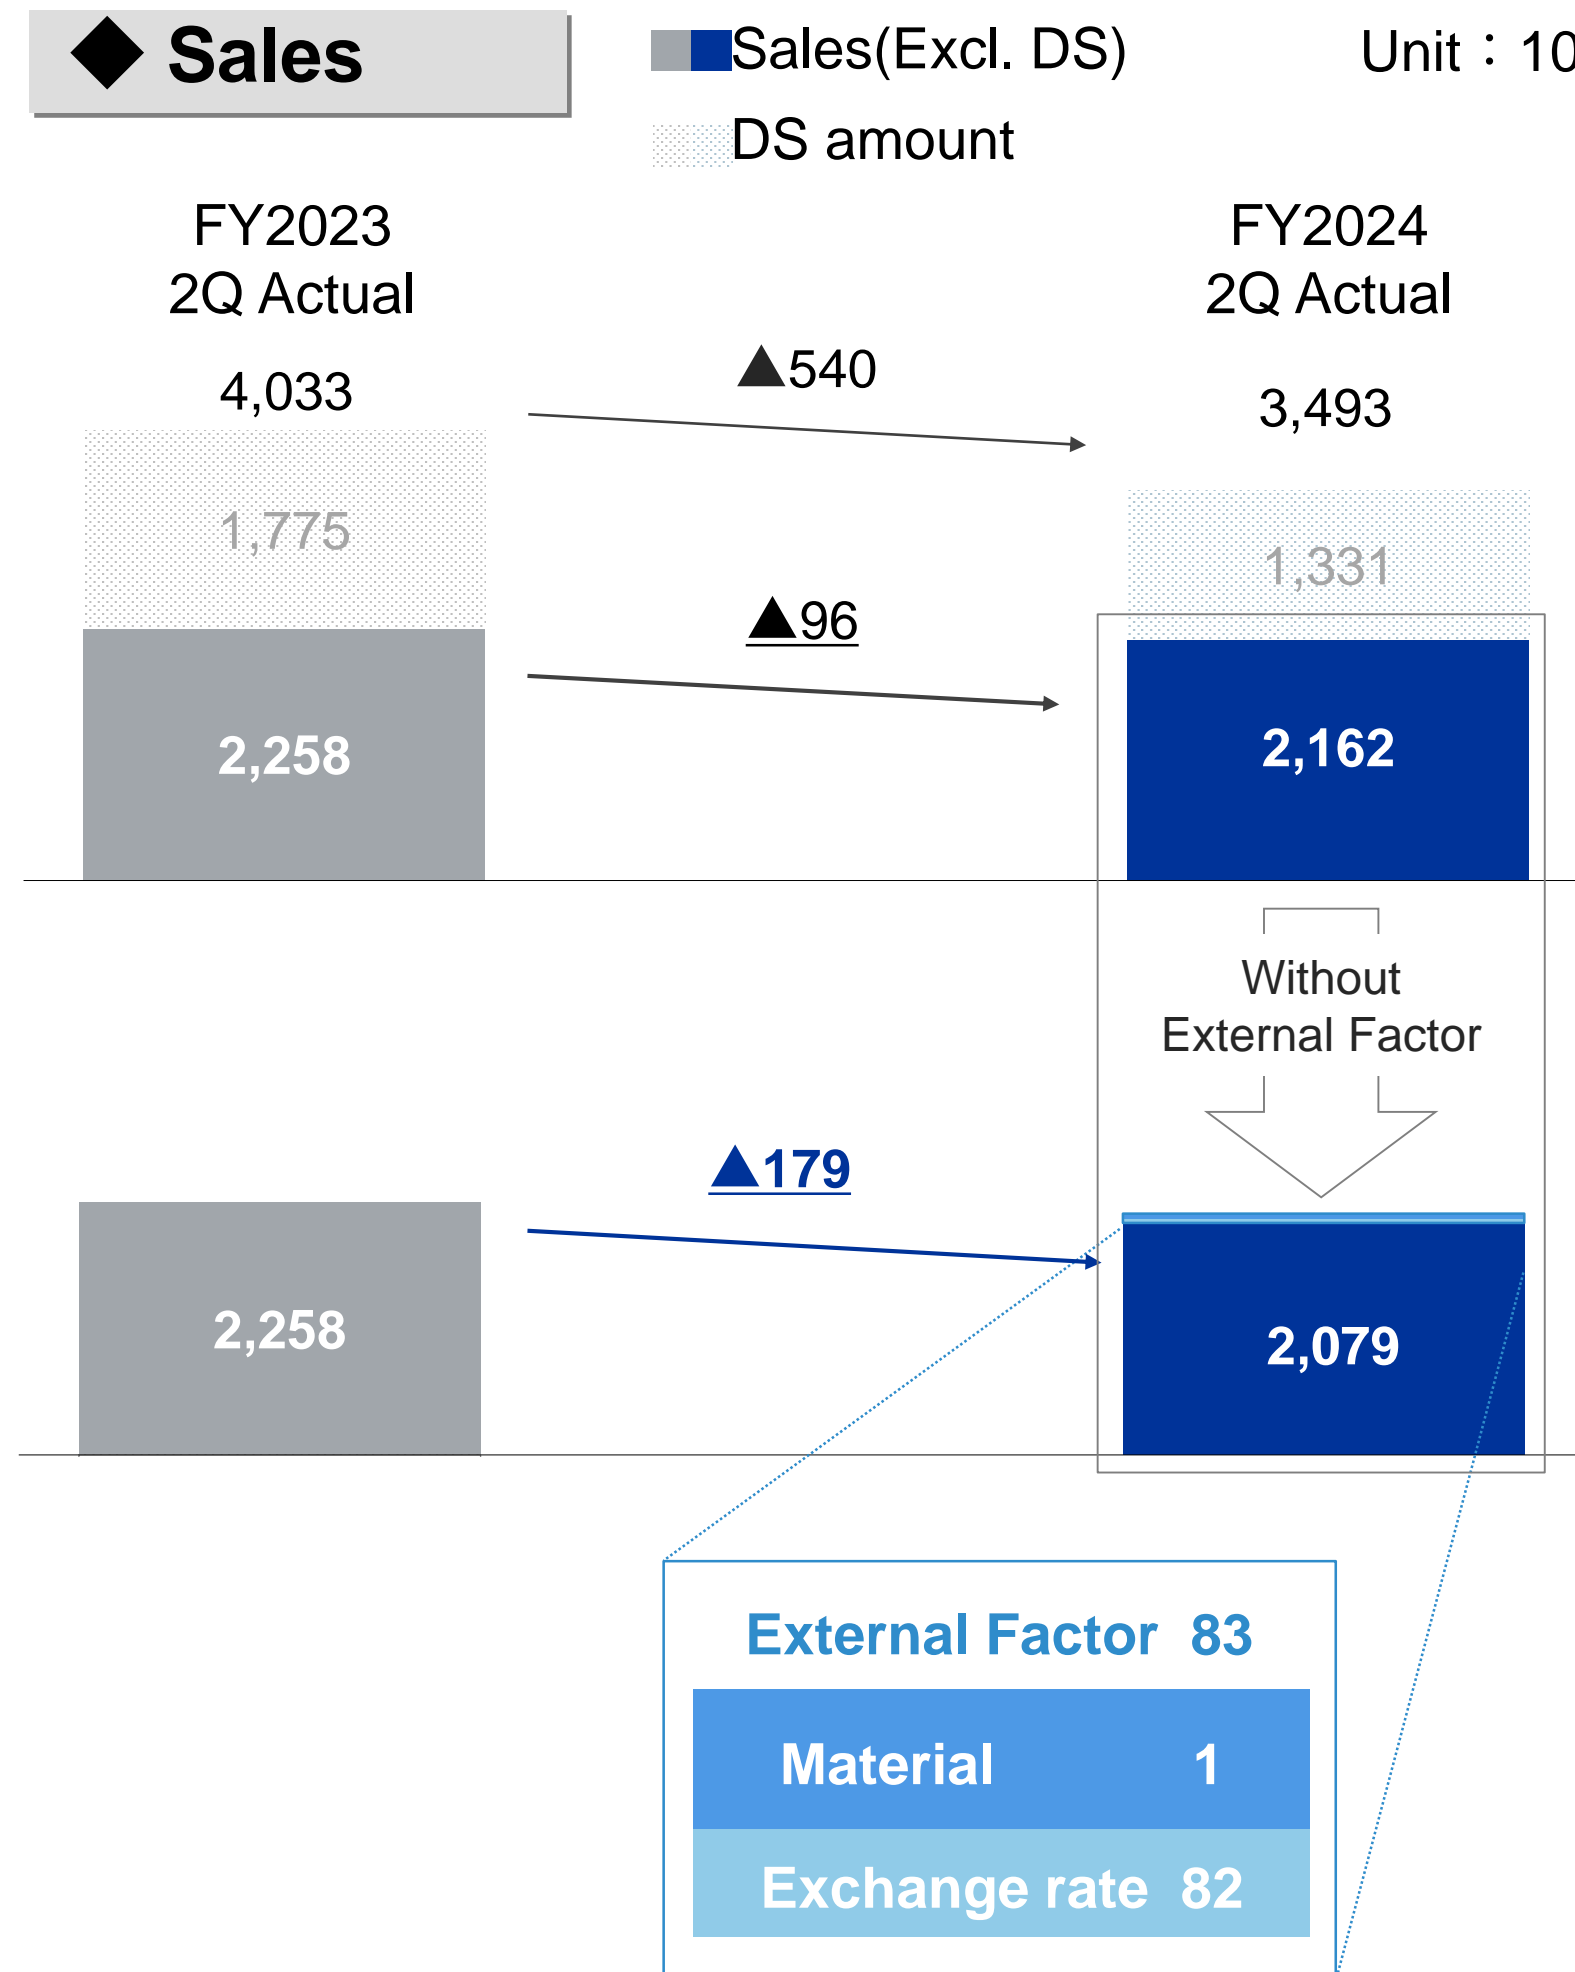 ◆ Sales
Sales(Excl. DS)
Unit：10
DS amount
FY2023
2Q Actual
FY2024
2Q Actual
4,033
▲540
3,493
1,775
1,331
▲96
2,258
2,162
Without
External Factor
▲179
2,258
2,079
External Factor 83
Material 1
Exchange rate 82